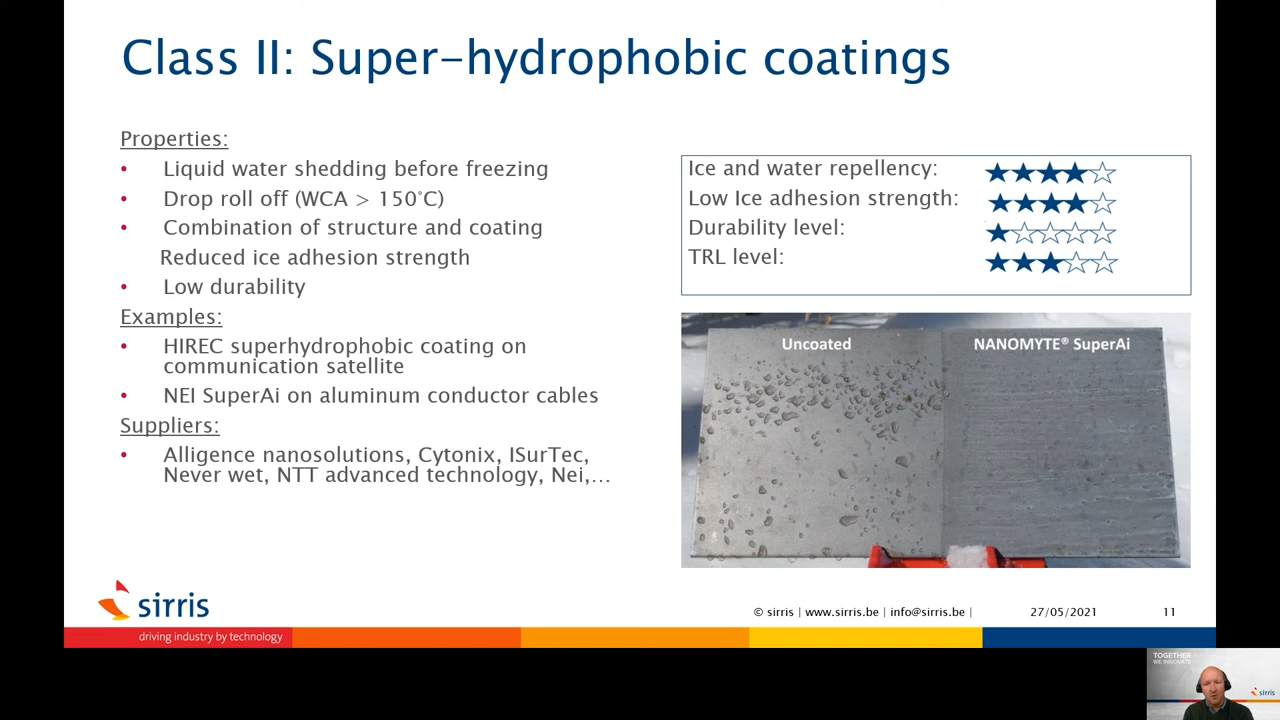 Class II: Super-hydrophobic coatings
Properties:
• Liquid water shedding before freezing
• Drop roll off (WCA > 150°C)
• Combination of structure and coating
Reduced ice adhesion strength
• Low durability
Examples:
• HIREC superhydrophobic coating on
communication satellite
• NEI SuperAi on aluminum conductor cables
Suppliers:
• Alligence nanosolutions, Cytonix, ISurTec,
Never wet, NTT advanced technology, Nei,…
Ice and water repellency: ★★★★☆
Low Ice adhesion strength: ★★★★☆
Durability level: ★☆☆☆☆
TRL level: ★★★☆☆
Uncoated
NANOMYTE® SuperAi
sirris
driving industry by technology
© sirris | www.sirris.be | info@sirris.be |
27/05/2021
11
TOGETHER
WE INNOVATE
sirris